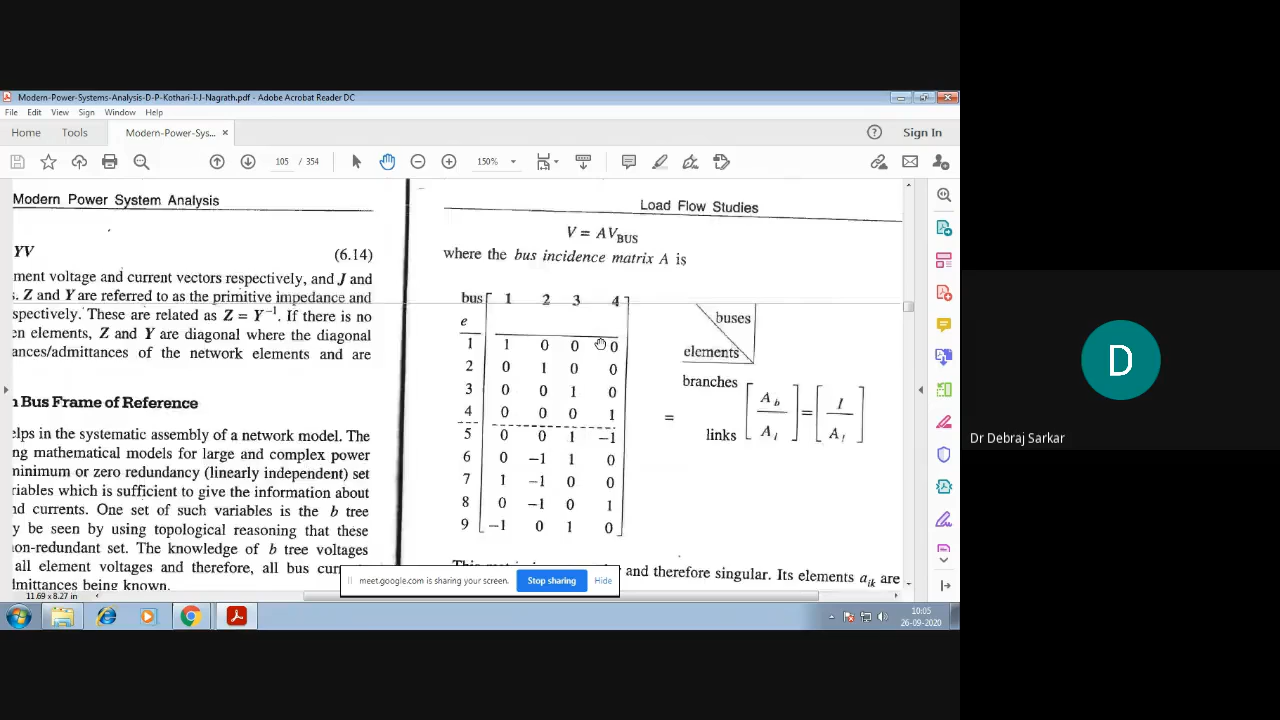 Modern-Power-Systems-Analysis-D-P-Kothari-I-J-Nagrath.pdf - Adobe Acrobat Reader DC
File Edit View Sign Window Help
Home Tools Modern-Power-Sys... × Sign In
105 / 354 150%
Modern Power System Analysis
YV (6.14)
ment voltage and current vectors respectively, and J and
s. Z and Y are referred to as the primitive impedance and
spectively. These are related as Z = Y⁻¹. If there is no
en elements, Z and Y are diagonal where the diagonal
ances/admittances of the network elements and are
n Bus Frame of Reference
elps in the systematic assembly of a network model. The
ng mathematical models for large and complex power
minimum or zero redundancy (linearly independent) set
riables which is sufficient to give the information about
nd currents. One set of such variables is the b tree
y be seen by using topological reasoning that these
non-redundant set. The knowledge of b tree voltages
all element voltages and therefore, all bus curr
dmittances being known.
11.69 x 8.27 in
Load Flow Studies
V = AV_BUS
where the bus incidence matrix A is
bus 1 2 3 4
e
1 1 0 0 0
2 0 1 0 0
3 0 0 1 0
4 0 0 0 1
5 0 0 1 −1
6 0 −1 1 0
7 1 −1 0 0
8 0 −1 0 1
9 −1 0 1 0
buses
elements
branches
= [A_b / A_l] = [I / A_l]
links
and therefore singular. Its elements a_ik are
meet.google.com is sharing your screen. Stop sharing Hide
10:05
26-09-2020
D
Dr Debraj Sarkar